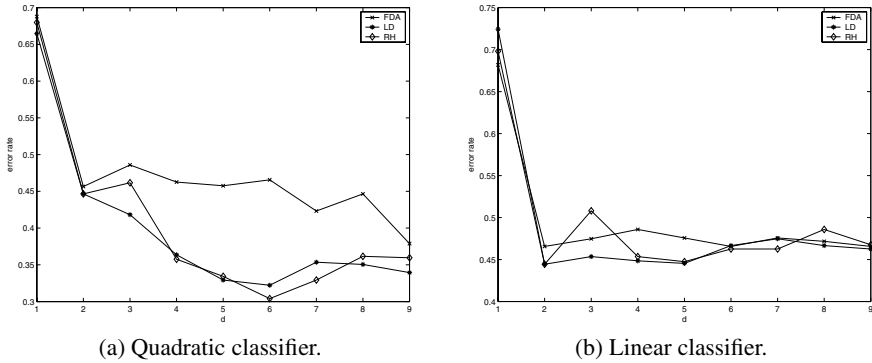 0.7
0.65
0.6
0.55
0.5
0.45
0.4
0.35
0.3
error rate
1 2 3 4 5 6 7 8 9
d
FDA
LD
RH
(a) Quadratic classifier.
0.75
0.7
0.65
0.6
0.55
0.5
0.45
0.4
error rate
1 2 3 4 5 6 7 8 9
d
FDA
LD
RH
(b) Linear classifier.